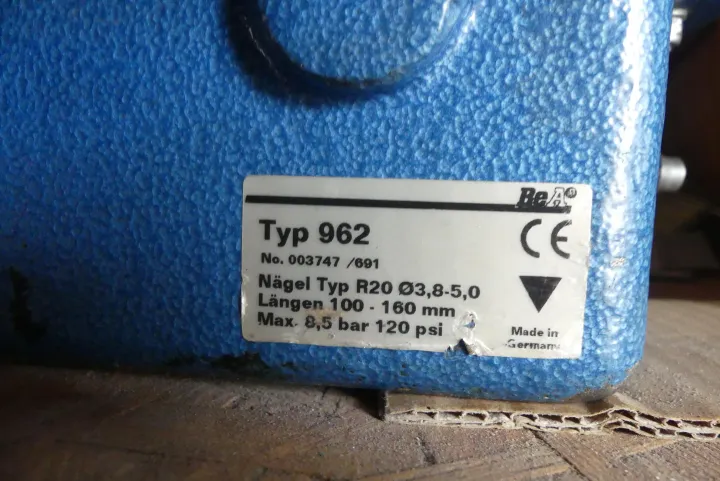 BeA®
Typ 962
CE
No. 003747 /691
Nägel Typ R20 Ø3,8-5,0
Längen 100 - 160 mm
Max. 8,5 bar 120 psi
Made in
Germany